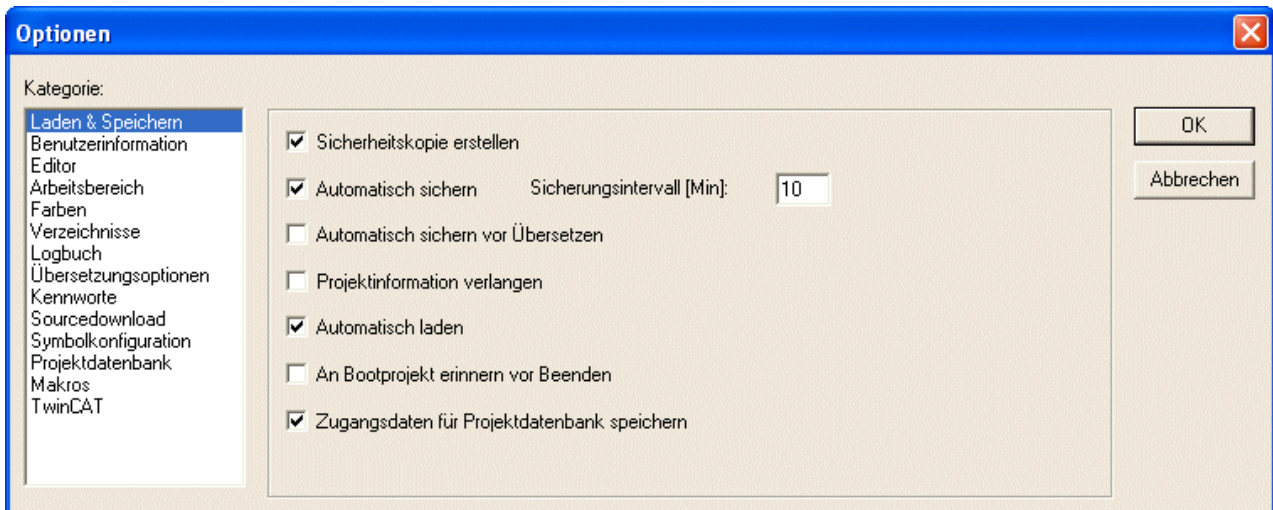 Optionen
Kategorie:
Laden & Speichern
Benutzerinformation
Editor
Arbeitsbereich
Farben
Verzeichnisse
Logbuch
Übersetzungsoptionen
Kennworte
Sourcedownload
Symbolkonfiguration
Projektdatenbank
Makros
TwinCAT
Sicherheitskopie erstellen
Automatisch sichern Sicherungsintervall [Min]: 10
Automatisch sichern vor Übersetzen
Projektinformation verlangen
Automatisch laden
An Bootprojekt erinnern vor Beenden
Zugangsdaten für Projektdatenbank speichern
OK
Abbrechen